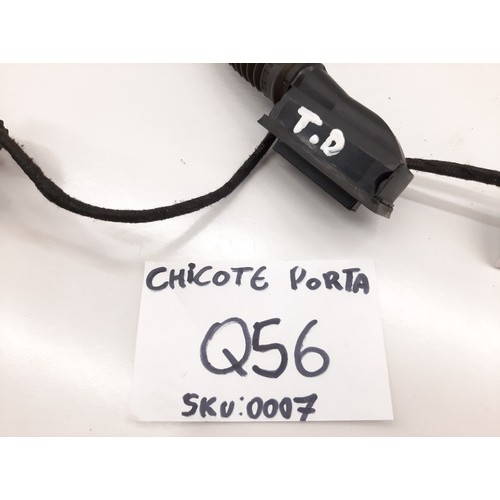 T.D
CHICOTE PORTA
Q56
SKU:0007